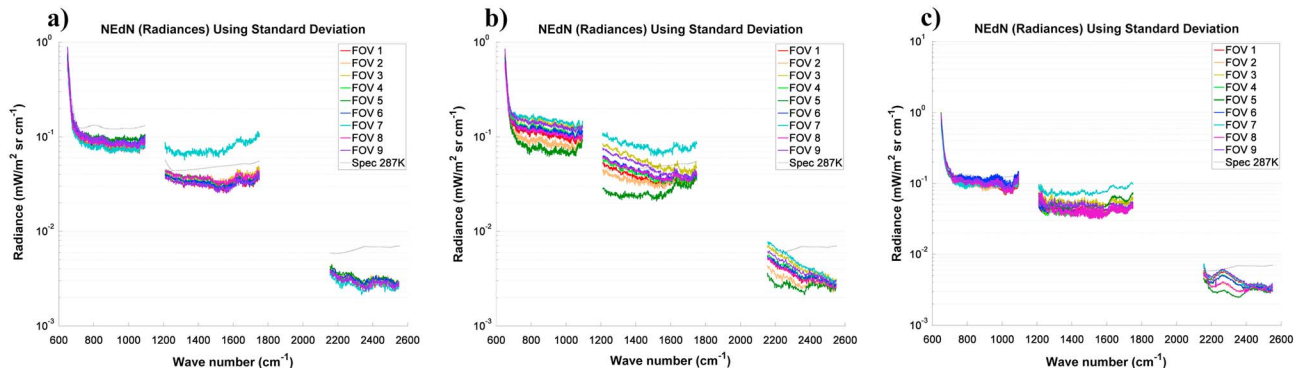 a)
NEdN (Radiances) Using Standard Deviation
Radiance (mW/m² sr cm⁻¹)
10⁰
10⁻¹
10⁻²
10⁻³
FOV 1
FOV 2
FOV 3
FOV 4
FOV 5
FOV 6
FOV 7
FOV 8
FOV 9
Spec 287K
600 800 1000 1200 1400 1600 1800 2000 2200 2400 2600
Wave number (cm⁻¹)
b)
NEdN (Radiances) Using Standard Deviation
Radiance (mW/m² sr cm⁻¹)
10⁰
10⁻¹
10⁻²
10⁻³
FOV 1
FOV 2
FOV 3
FOV 4
FOV 5
FOV 6
FOV 7
FOV 8
FOV 9
Spec 287K
600 800 1000 1200 1400 1600 1800 2000 2200 2400 2600
Wave number (cm⁻¹)
c)
NEdN (Radiances) Using Standard Deviation
Radiance (mW/m² sr cm⁻¹)
10¹
10⁰
10⁻¹
10⁻²
10⁻³
FOV 1
FOV 2
FOV 3
FOV 4
FOV 5
FOV 6
FOV 7
FOV 8
FOV 9
Spec 287K
600 800 1000 1200 1400 1600 1800 2000 2200 2400 2600
Wave number (cm⁻¹)